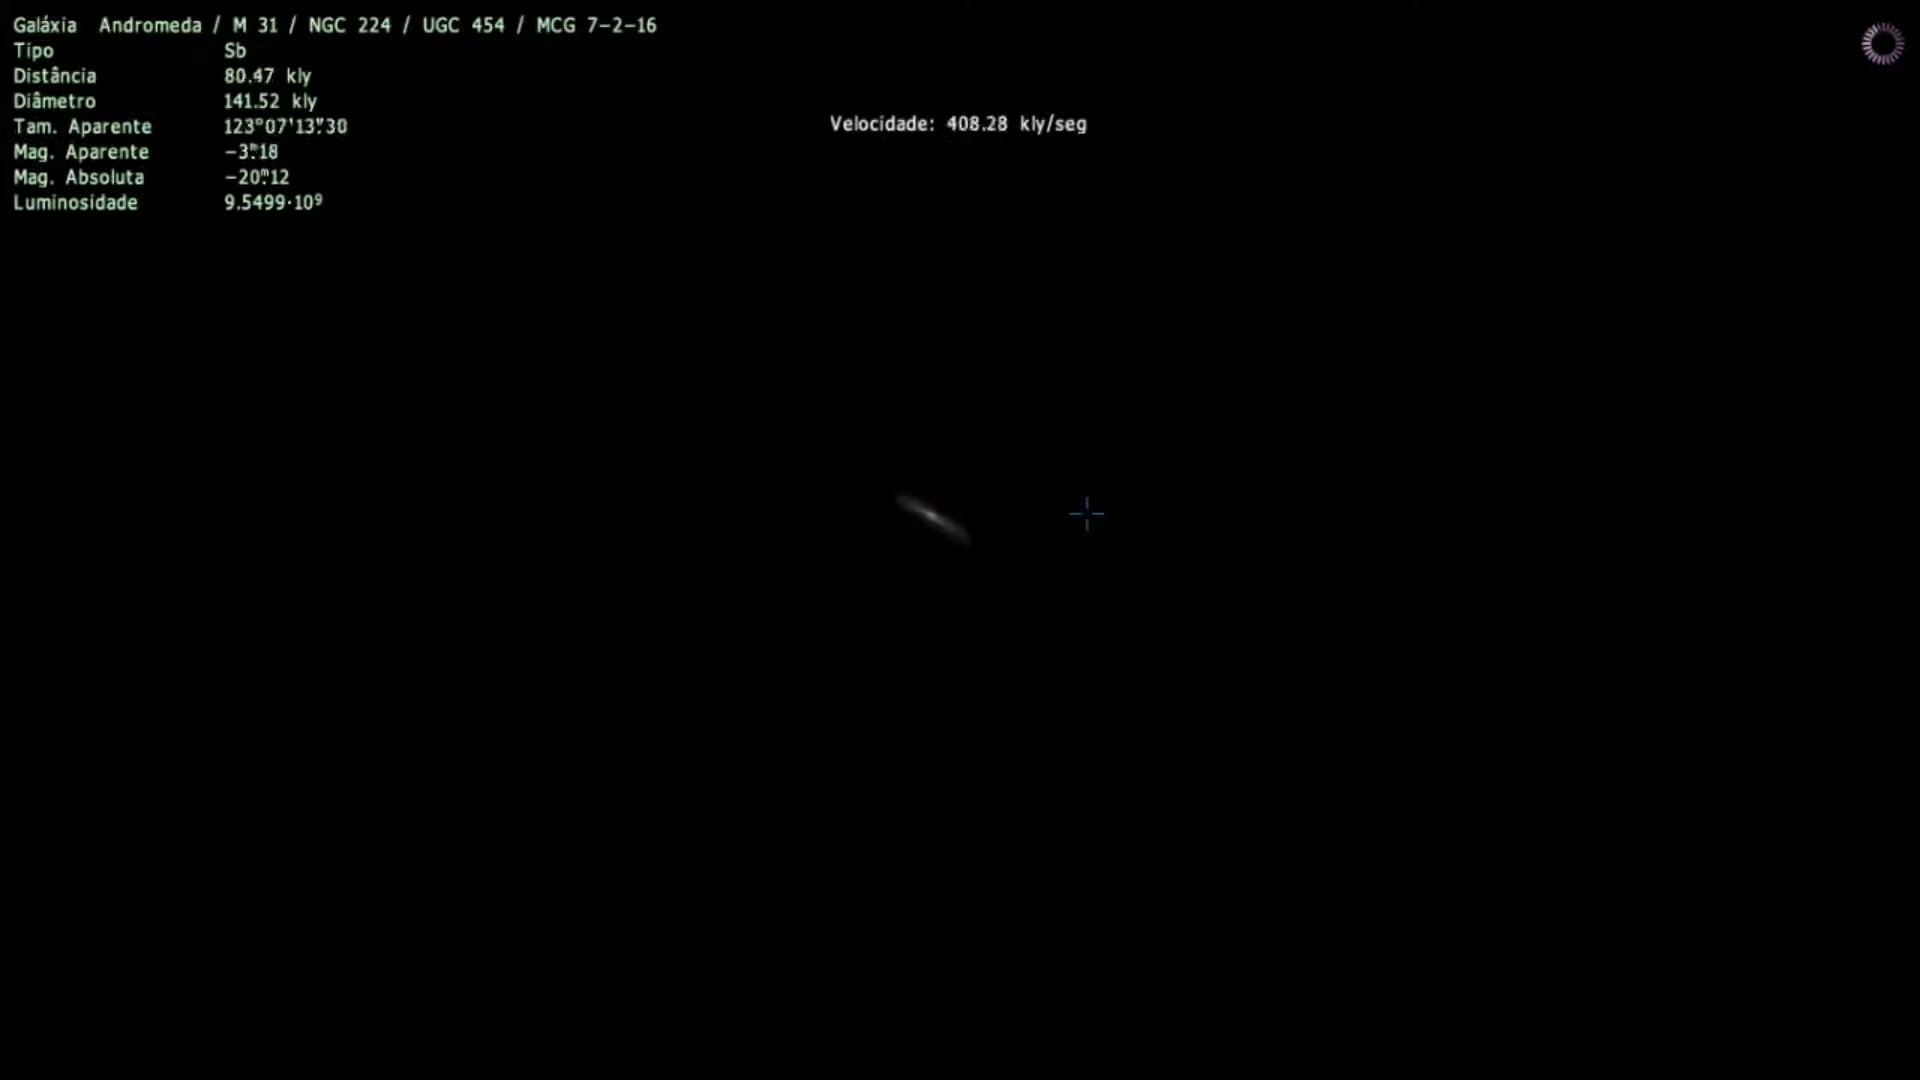 Galáxia Andromeda / M 31 / NGC 224 / UGC 454 / MCG 7-2-16
Tipo Sb
Distância 80.47 kly
Diâmetro 141.52 kly
Tam. Aparente 123°07'13"30
Mag. Aparente -3ᵐ.18
Mag. Absoluta -20ᵐ.12
Luminosidade 9.5499·10⁹
Velocidade: 408.28 kly/seg